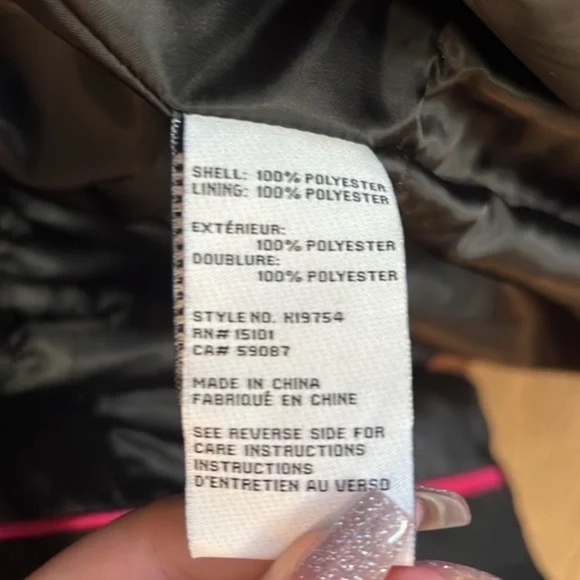 SHELL: 100% POLYESTER
LINING: 100% POLYESTER
EXTÉRIEUR:
100% POLYESTER
DOUBLURE:
100% POLYESTER
STYLE NO. K19754
RN# 15101
CA# 59087
MADE IN CHINA
FABRIQUÉ EN CHINE
SEE REVERSE SIDE FOR
CARE INSTRUCTIONS
INSTRUCTIONS
D'ENTRETIEN AU VERSO